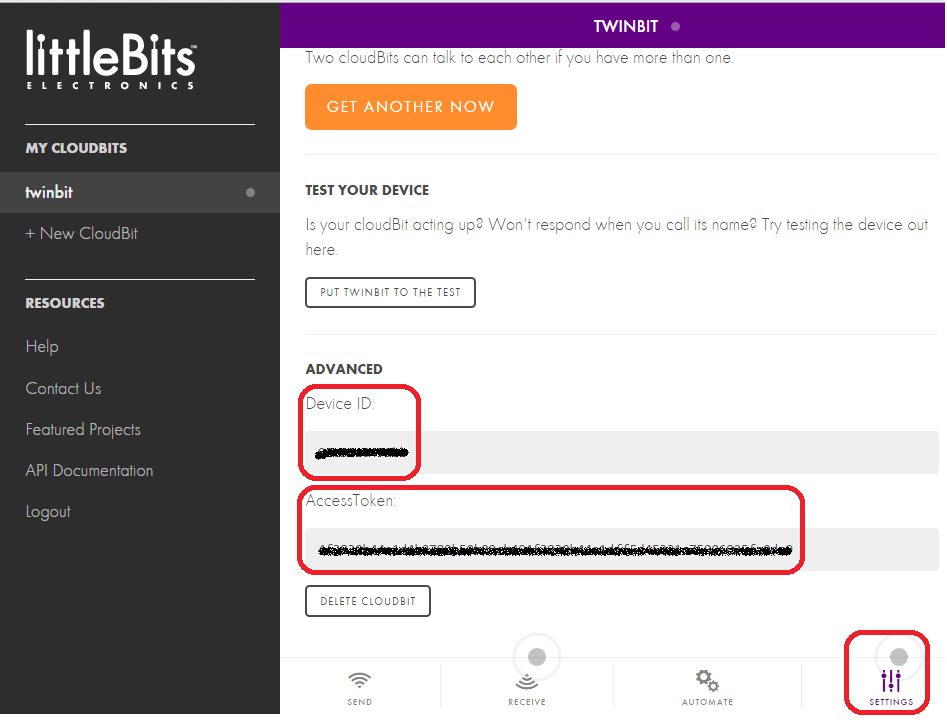 littleBits™
ELECTRONICS
MY CLOUDBITS
twinbit
+ New CloudBit
RESOURCES
Help
Contact Us
Featured Projects
API Documentation
Logout
TWINBIT
Two cloudBits can talk to each other if you have more than one.
GET ANOTHER NOW
TEST YOUR DEVICE
Is your cloudBit acting up? Won't respond when you call its name? Try testing the device out
here.
PUT TWINBIT TO THE TEST
ADVANCED
Device ID:
AccessToken:
DELETE CLOUDBIT
SEND
RECEIVE
AUTOMATE
SETTINGS